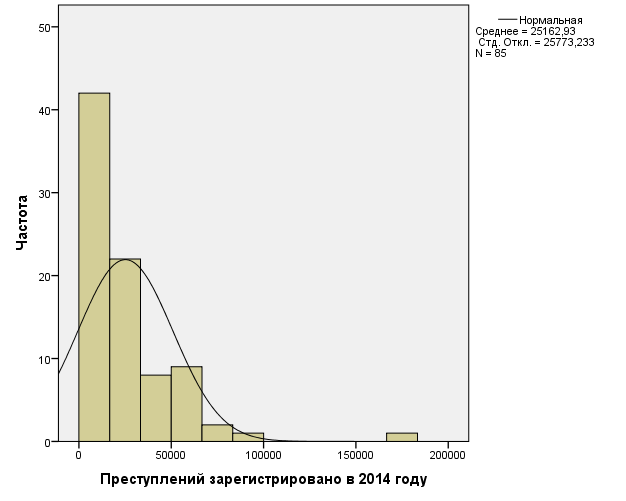 Нормальная
Среднее = 25162,93
Стд. Откл. = 25773,233
N = 85
50
40
30
20
10
0
Частота
0 50000 100000 150000 200000
Преступлений зарегистрировано в 2014 году